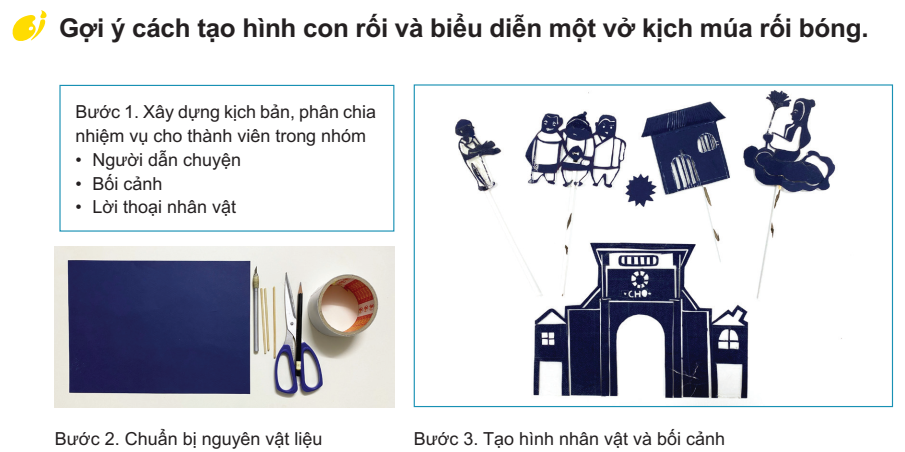 Gợi ý cách tạo hình con rối và biểu diễn một vở kịch múa rối bóng.
Bước 1. Xây dựng kịch bản, phân chia
nhiệm vụ cho thành viên trong nhóm
• Người dẫn chuyện
• Bối cảnh
• Lời thoại nhân vật
CHO
Bước 2. Chuẩn bị nguyên vật liệu
Bước 3. Tạo hình nhân vật và bối cảnh